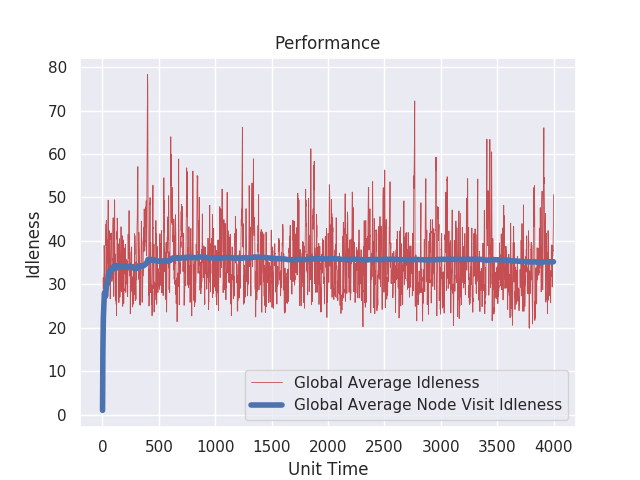 Performance
80
70
60
50
40
30
20
10
0
Idleness
Global Average Idleness
Global Average Node Visit Idleness
0 500 1000 1500 2000 2500 3000 3500 4000
Unit Time